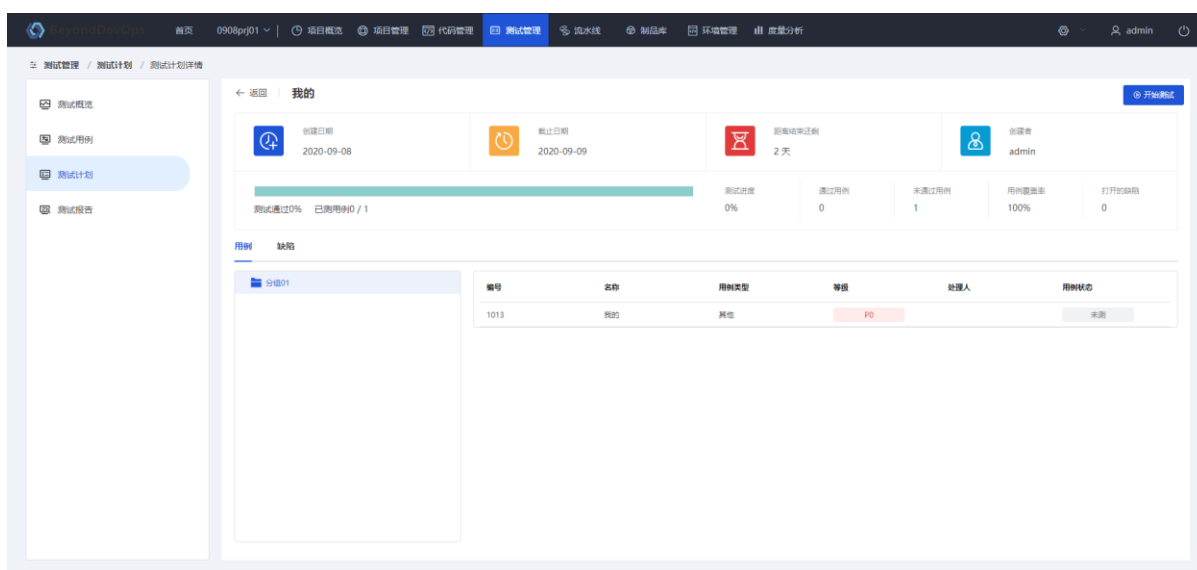 BeyondDevOps 首页 0908prj01 项目概览 项目管理 代码管理 测试管理 流水线 制品库 环境管理 度量分析 admin
测试管理 / 测试计划 / 测试计划详情
测试概览
测试用例
测试计划
测试报告
← 返回 我的 开始测试
创建日期 截止日期 距离结束还剩 创建者
2020-09-08 2020-09-09 2 天 admin
测试进度 通过用例 未通过用例 用例覆盖率 打开的缺陷
测试通过0% 已测用例0 / 1 0% 0 1 100% 0
用例 缺陷
分组01
编号 名称 用例类型 等级 处理人 用例状态
1013 我的 其他 P0 未测